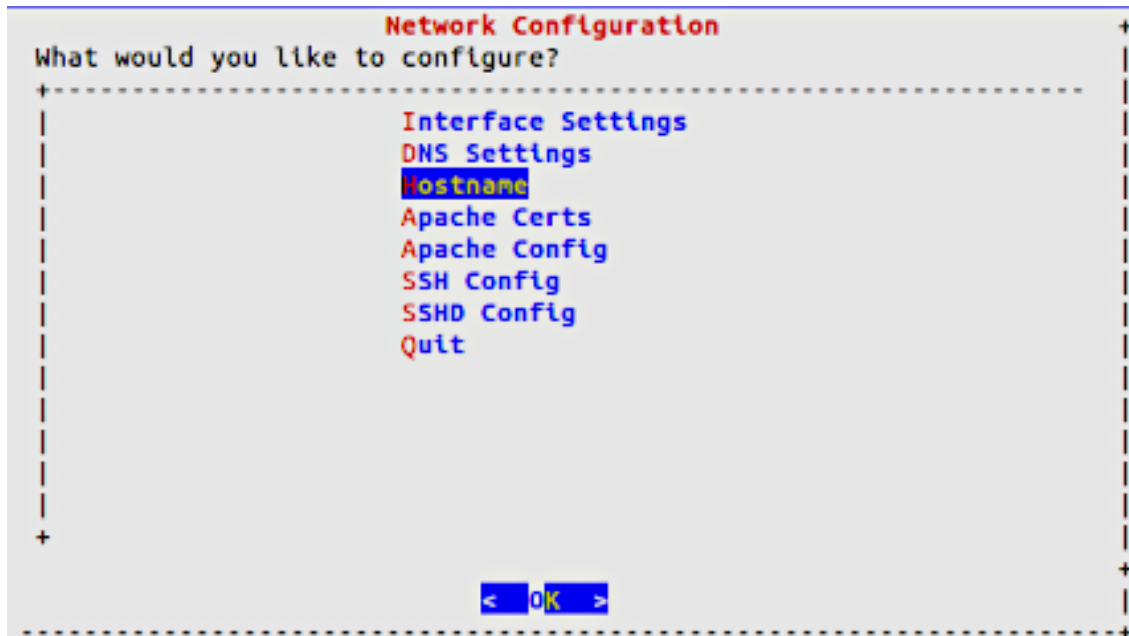 Network Configuration
What would you like to configure?
Interface Settings
DNS Settings
Hostname
Apache Certs
Apache Config
SSH Config
SSHD Config
Quit
< OK >